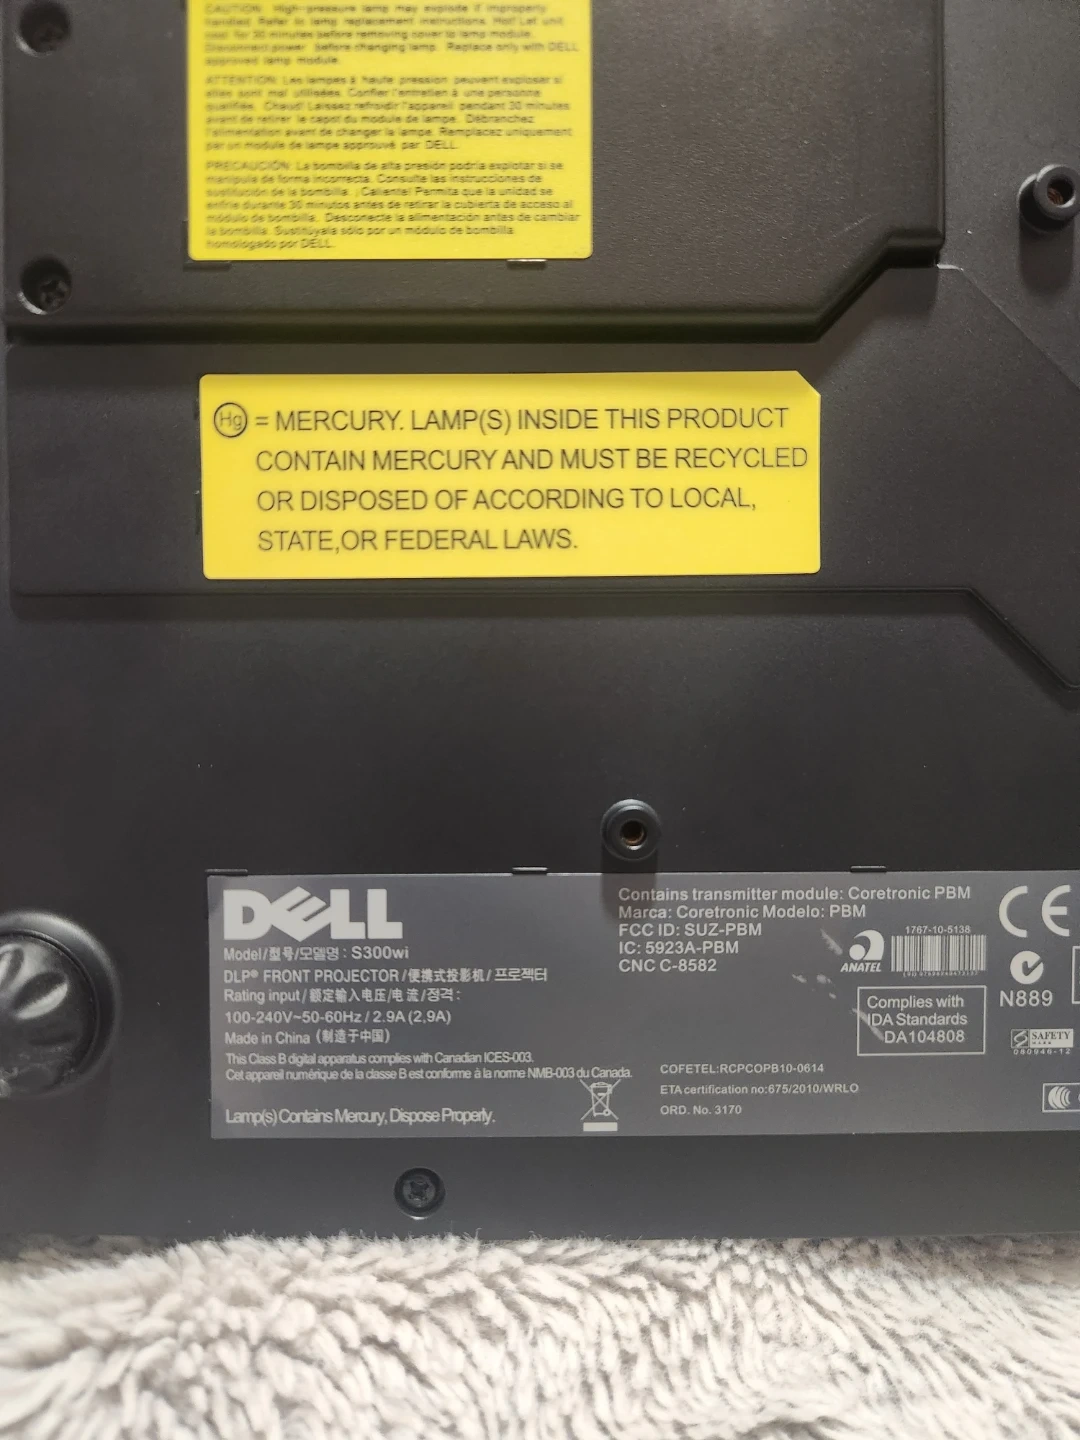 CAUTION: High-pressure lamp may explode if improperly
handled. Refer to lamp replacement instructions. Hot! Let unit
cool for 30 minutes before removing cover to lamp module.
Disconnect power before changing lamp. Replace only with DELL
approved lamp module.
ATTENTION: Les lampes à haute pression peuvent exploser si
elles sont mal utilisées. Confier l'entretien à une personne
qualifiée. Chaud! Laissez refroidir l'appareil pendant 30 minutes
avant de retirer le capot du module de lampe. Débranchez
l'alimentation avant de changer la lampe. Remplacez uniquement
par un module de lampe approuvé par DELL.
PRECAUCIÓN: La bombilla de alta presión podría explotar si se
manipula de forma incorrecta. Consulte las instrucciones de
sustitución de la bombilla. ¡Caliente! Permita que la unidad se
enfríe durante 30 minutos antes de retirar la cubierta de acceso al
módulo de bombilla. Desconecte la alimentación antes de cambiar
la bombilla. Sustitúyala sólo por un módulo de bombilla
homologado por DELL.
Hg = MERCURY. LAMP(S) INSIDE THIS PRODUCT
CONTAIN MERCURY AND MUST BE RECYCLED
OR DISPOSED OF ACCORDING TO LOCAL,
STATE,OR FEDERAL LAWS.
DELL
Model/型号/모델명: S300wi
DLP® FRONT PROJECTOR/便携式投影机/프로젝터
Rating input/额定输入电压/电流/정격:
100-240V~50-60Hz/2.9A(2,9A)
Made in China (制造于中国)
This Class B digital apparatus complies with Canadian ICES-003.
Cet appareil numérique de la classe B est conforme à la norme NMB-003 du Canada.
Lamp(s) Contains Mercury, Dispose Properly.
Contains transmitter module: Coretronic PBM
Marca: Coretronic Modelo: PBM
FCC ID: SUZ-PBM
IC: 5923A-PBM
CNC C-8582
COFETEL:RCPCOPB10-0614
ETA certification no:675/2010/WRLO
ORD. No. 3170
ANATEL
1767-10-5138
Complies with
IDA Standards
DA104808
CE
N889
SAFETY
MARK
080946-12